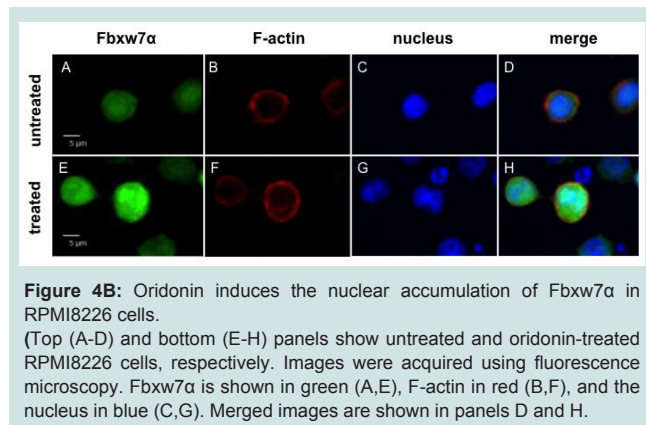 Fbxw7α F-actin nucleus merge
untreated
A B C D
5 µm
treated
E F G H
5 µm
Figure 4B: Oridonin induces the nuclear accumulation of Fbxw7α in
RPMI8226 cells.
(Top (A-D) and bottom (E-H) panels show untreated and oridonin-treated
RPMI8226 cells, respectively. Images were acquired using fluorescence
microscopy. Fbxw7α is shown in green (A,E), F-actin in red (B,F), and the
nucleus in blue (C,G). Merged images are shown in panels D and H.